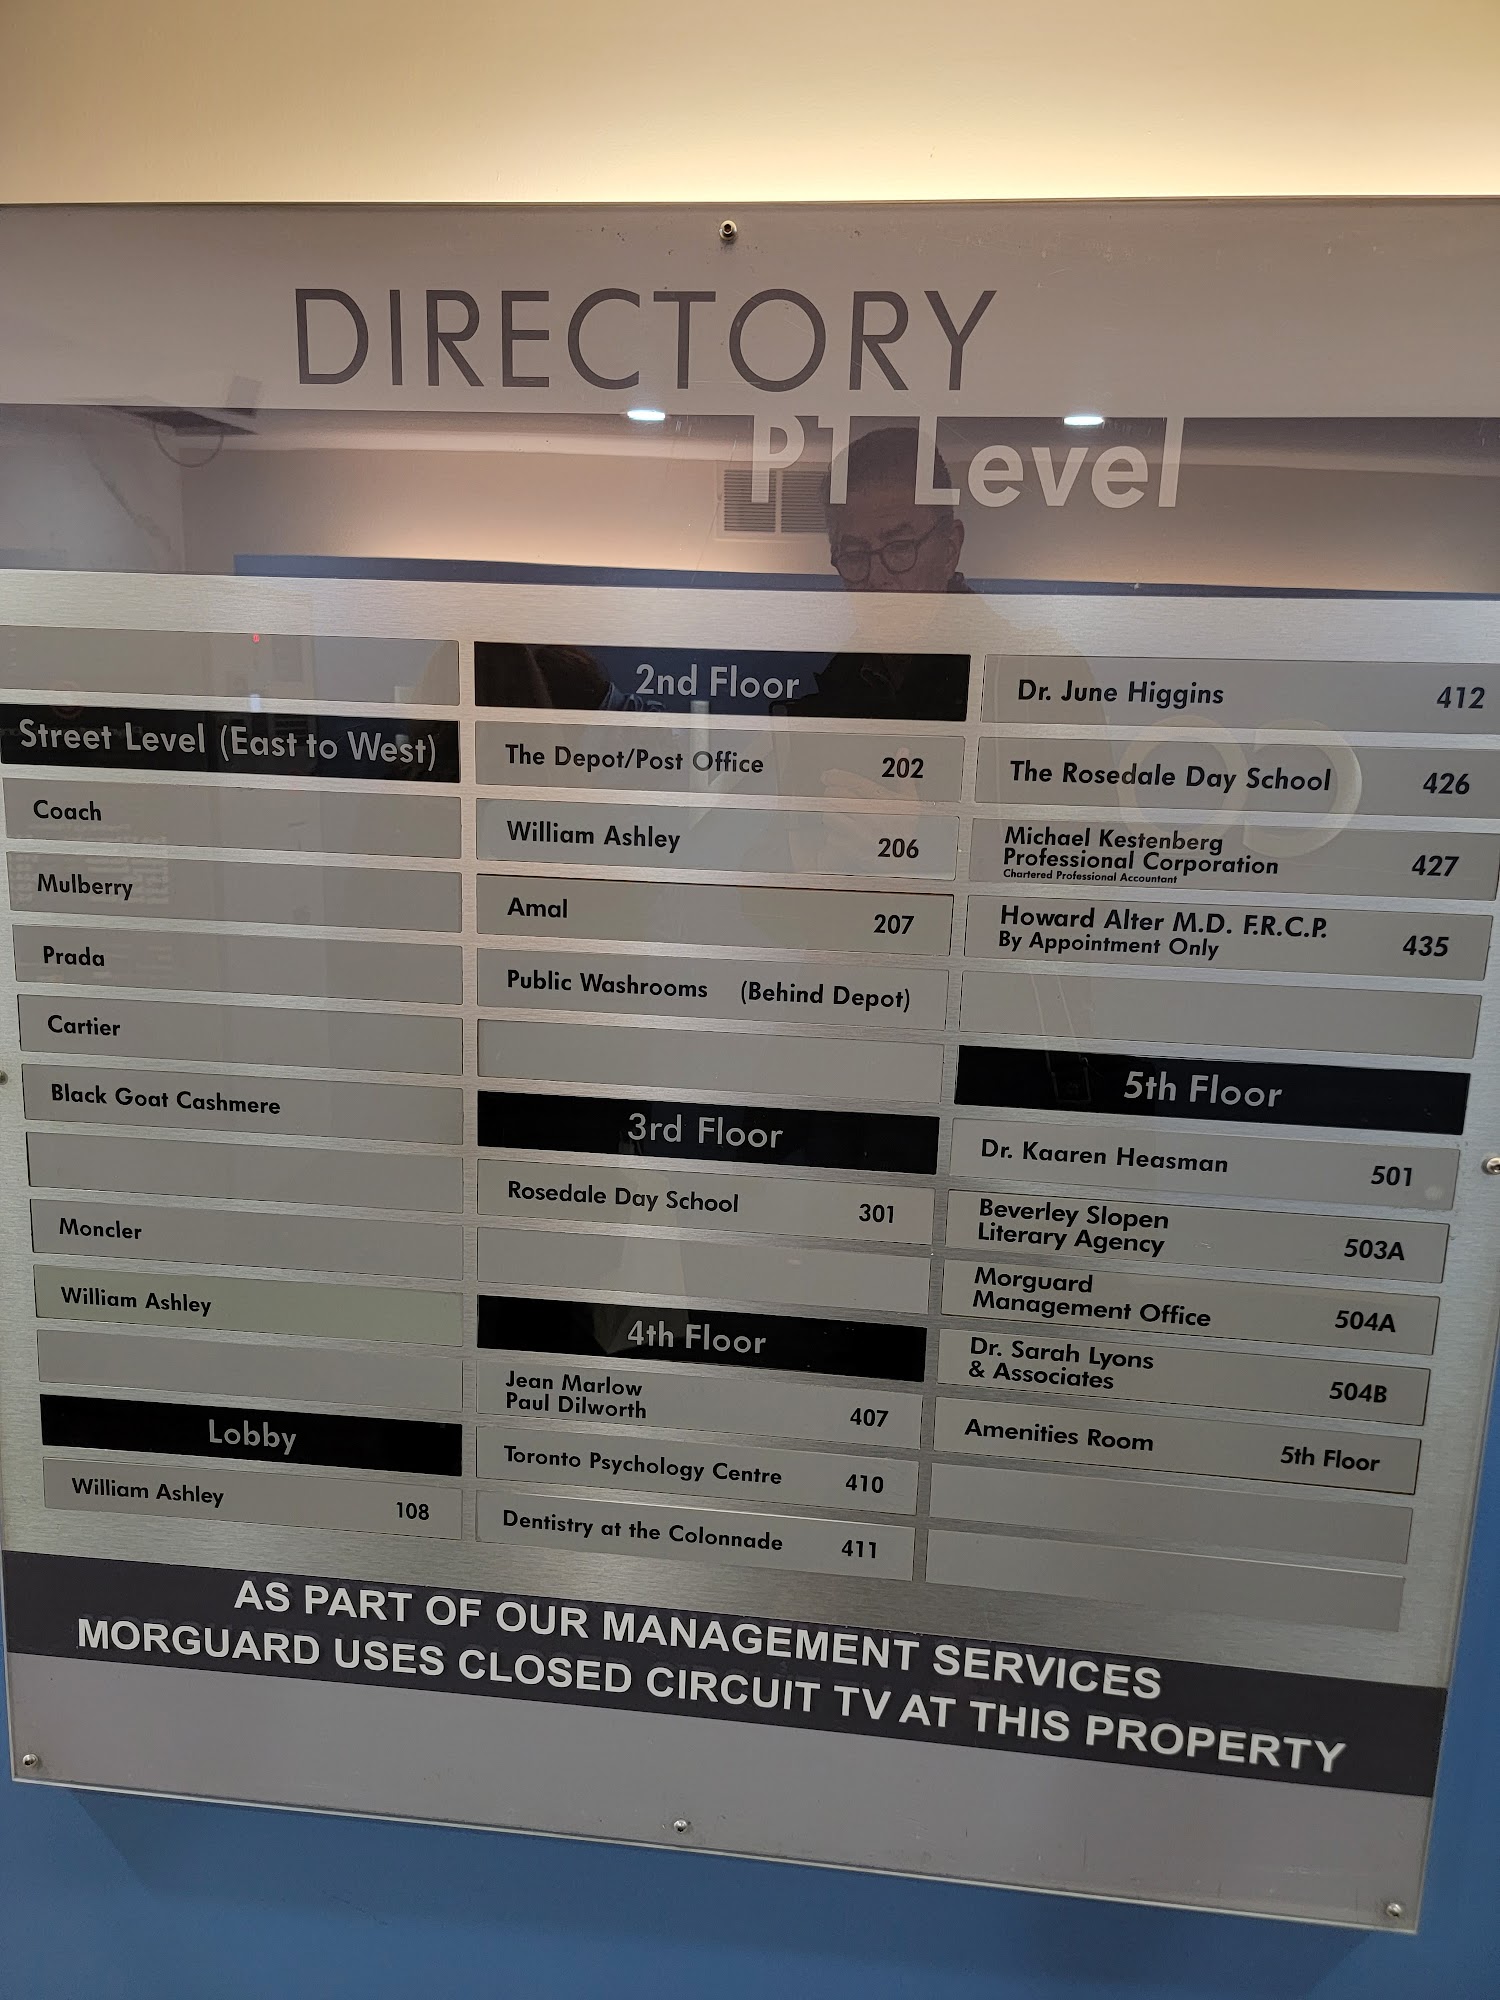 DIRECTORY
P1 Level
Street Level (East to West)
Coach
Mulberry
Prada
Cartier
Black Goat Cashmere
Moncler
William Ashley
Lobby
William Ashley 108
2nd Floor
The Depot/Post Office 202
William Ashley 206
Amal 207
Public Washrooms (Behind Depot)
3rd Floor
Rosedale Day School 301
4th Floor
Jean Marlow
Paul Dilworth 407
Toronto Psychology Centre 410
Dentistry at the Colonnade 411
Dr. June Higgins 412
The Rosedale Day School 426
Michael Kestenberg
Professional Corporation 427
Chartered Professional Accountant
Howard Alter M.D. F.R.C.P.
By Appointment Only 435
5th Floor
Dr. Kaaren Heasman 501
Beverley Slopen
Literary Agency 503A
Morguard
Management Office 504A
Dr. Sarah Lyons
& Associates 504B
Amenities Room 5th Floor
AS PART OF OUR MANAGEMENT SERVICES
MORGUARD USES CLOSED CIRCUIT TV AT THIS PROPERTY